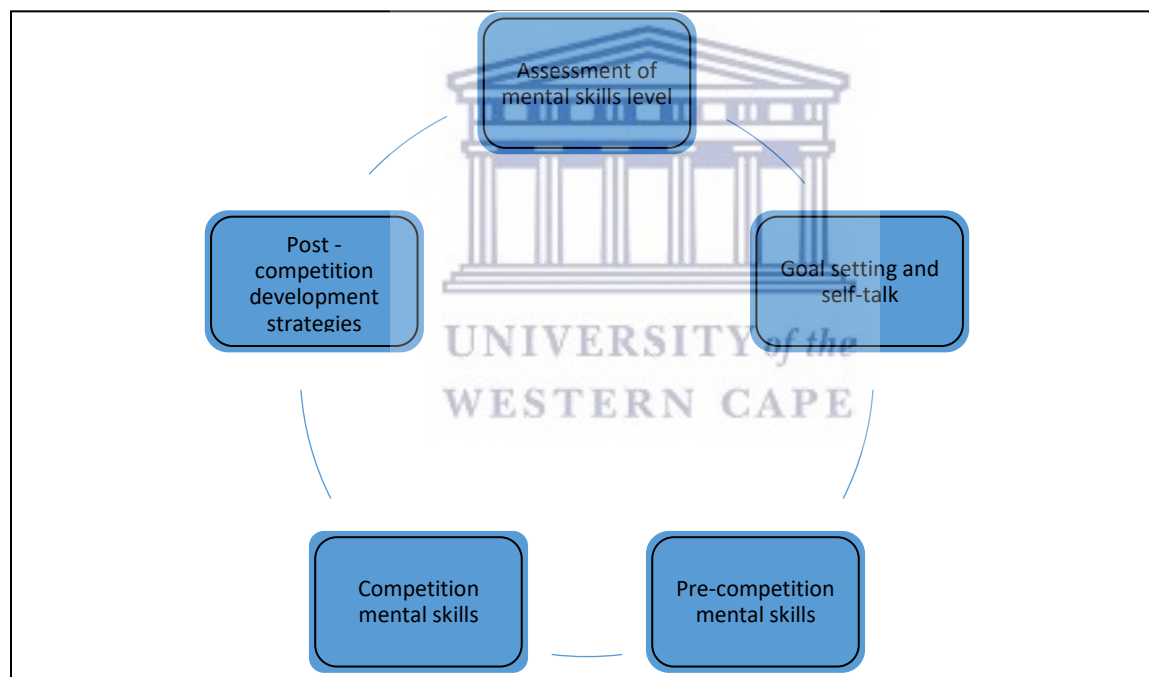 Assessment of
mental skills level
Post -
competition
development
strategies
Goal setting and
self-talk
UNIVERSITY of the
WESTERN CAPE
Competition
mental skills
Pre-competition
mental skills